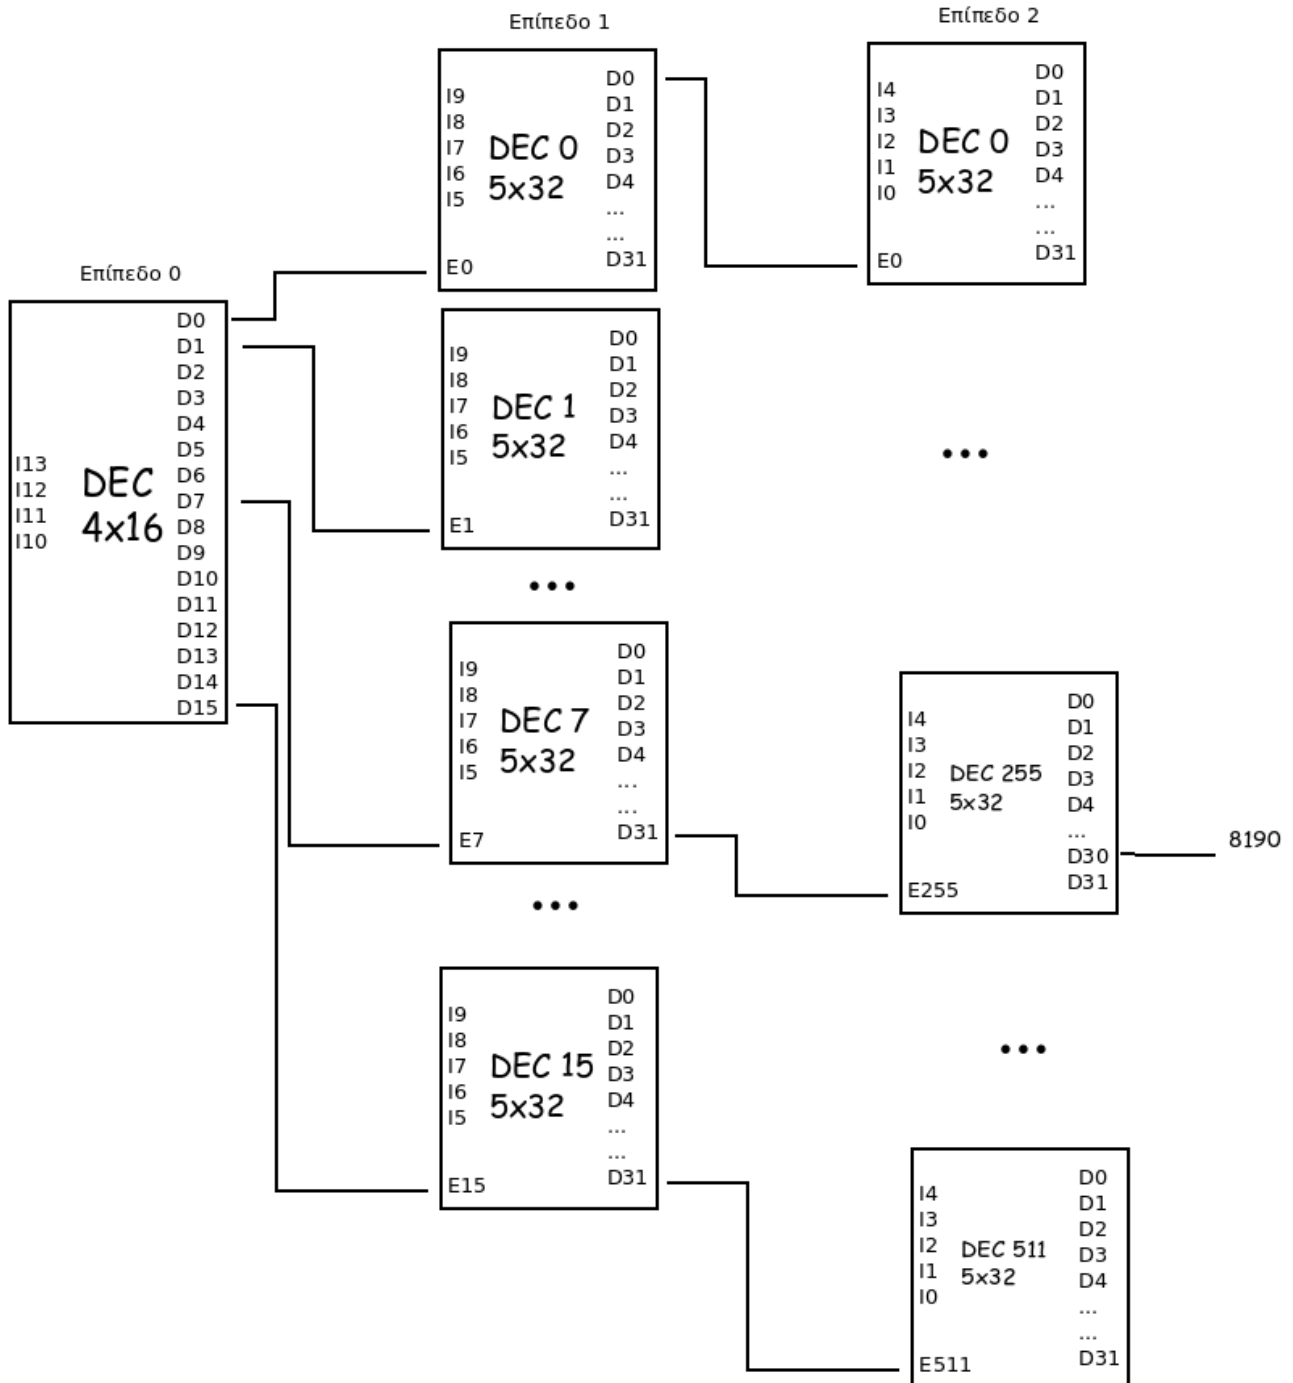 Επίπεδο 0
I13
I12
I11
I10
DEC
4x16
D0
D1
D2
D3
D4
D5
D6
D7
D8
D9
D10
D11
D12
D13
D14
D15
Επίπεδο 1
I9
I8
I7
I6
I5
E0
DEC 0
5x32
D0
D1
D2
D3
D4
...
...
D31
I9
I8
I7
I6
I5
E1
DEC 1
5x32
D0
D1
D2
D3
D4
...
...
D31
...
I9
I8
I7
I6
I5
E7
DEC 7
5x32
D0
D1
D2
D3
D4
...
...
D31
...
I9
I8
I7
I6
I5
E15
DEC 15
5x32
D0
D1
D2
D3
D4
...
...
D31
Επίπεδο 2
I4
I3
I2
I1
I0
E0
DEC 0
5x32
D0
D1
D2
D3
D4
...
...
D31
...
I4
I3
I2
I1
I0
E255
DEC 255
5x32
D0
D1
D2
D3
D4
...
D30
D31
8190
...
I4
I3
I2
I1
I0
E511
DEC 511
5x32
D0
D1
D2
D3
D4
...
...
D31